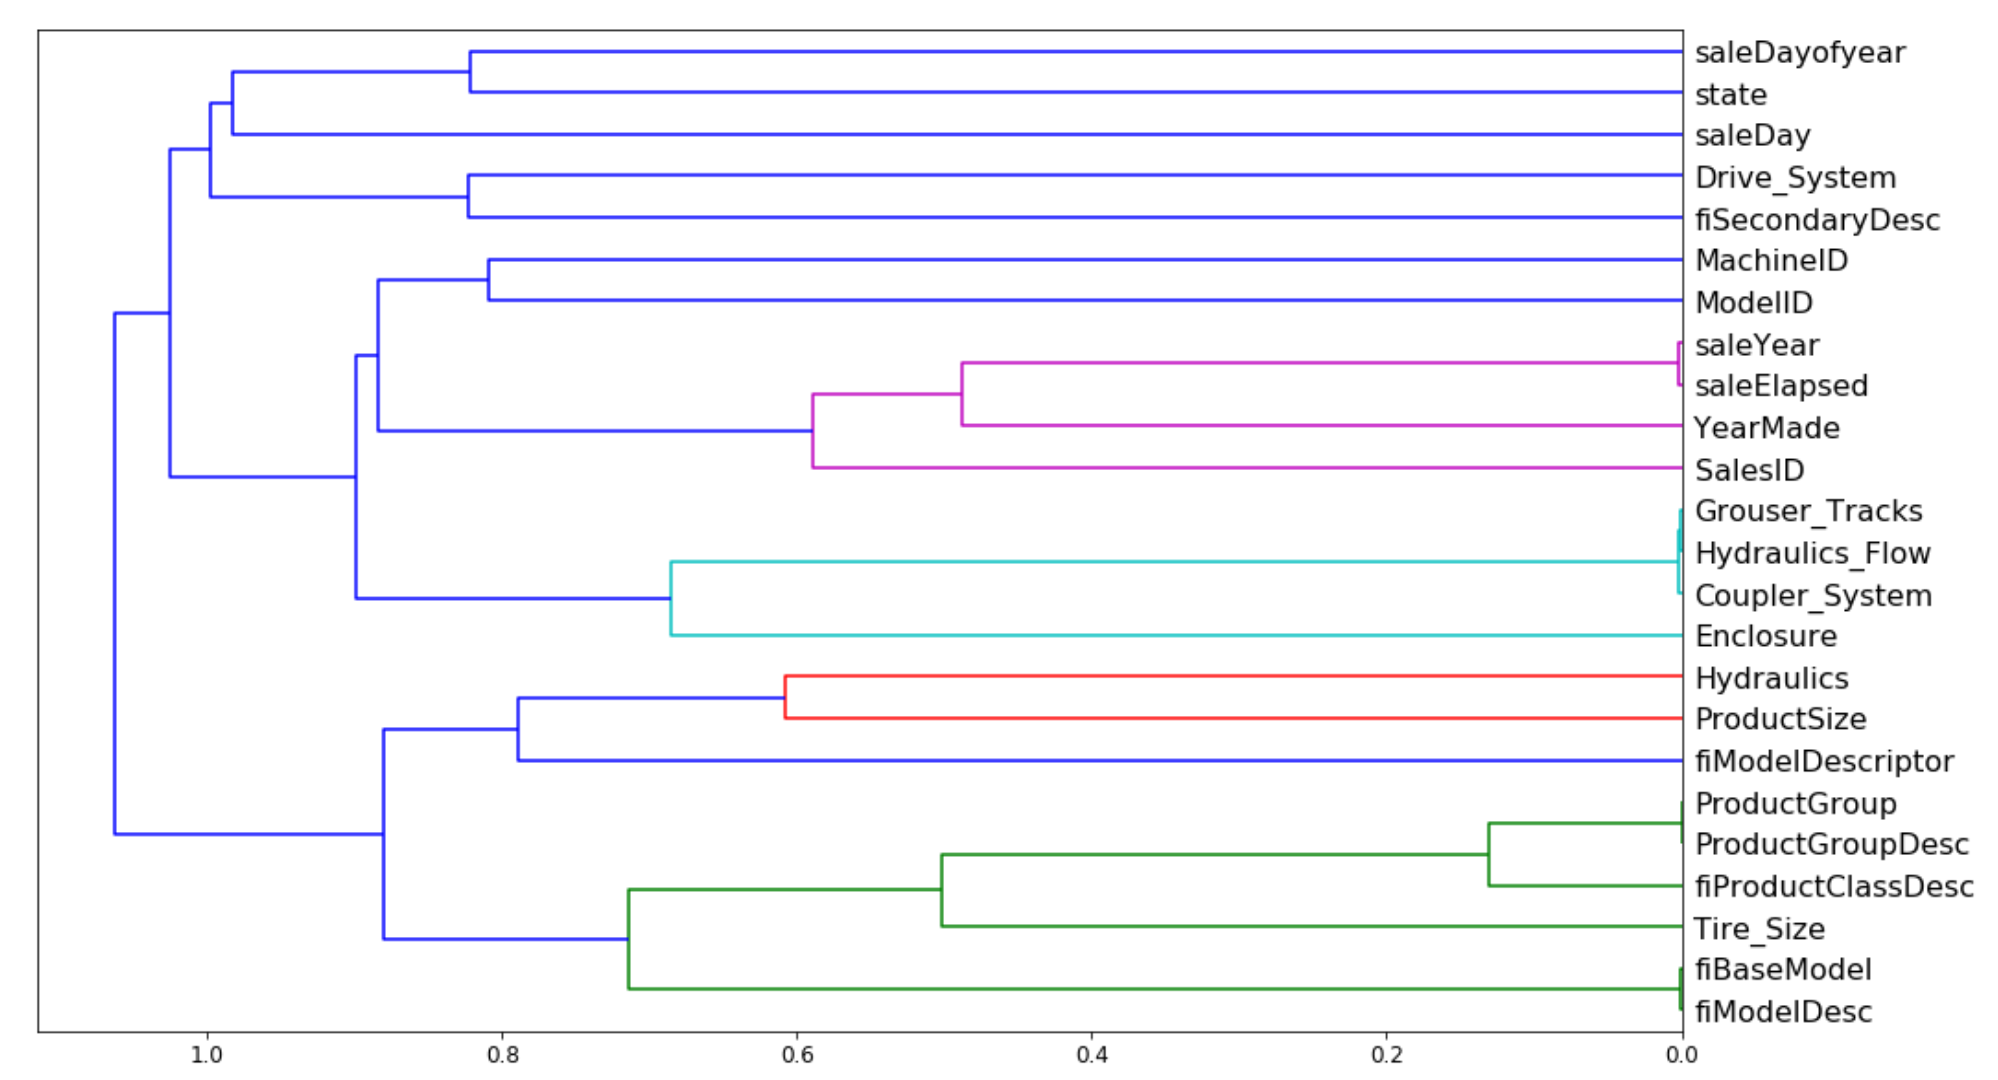 saleDayofyear
state
saleDay
Drive_System
fiSecondaryDesc
MachineID
ModelID
saleYear
saleElapsed
YearMade
SalesID
Grouser_Tracks
Hydraulics_Flow
Coupler_System
Enclosure
Hydraulics
ProductSize
fiModelDescriptor
ProductGroup
ProductGroupDesc
fiProductClassDesc
Tire_Size
fiBaseModel
fiModelDesc
1.0 0.8 0.6 0.4 0.2 0.0